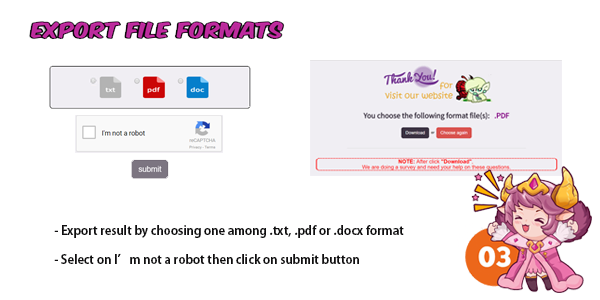 EXPORT FILE FORMATS
txt pdf doc
I'm not a robot
reCAPTCHA
Privacy - Terms
submit
Thank You!
for
visit our website
You choose the following format file(s): .PDF
Download or Choose again
NOTE: After click "Download".
We are doing a survey and need your help on these questions.
- Export result by choosing one among .txt, .pdf or .docx format
- Select on I’m not a robot then click on submit button
03